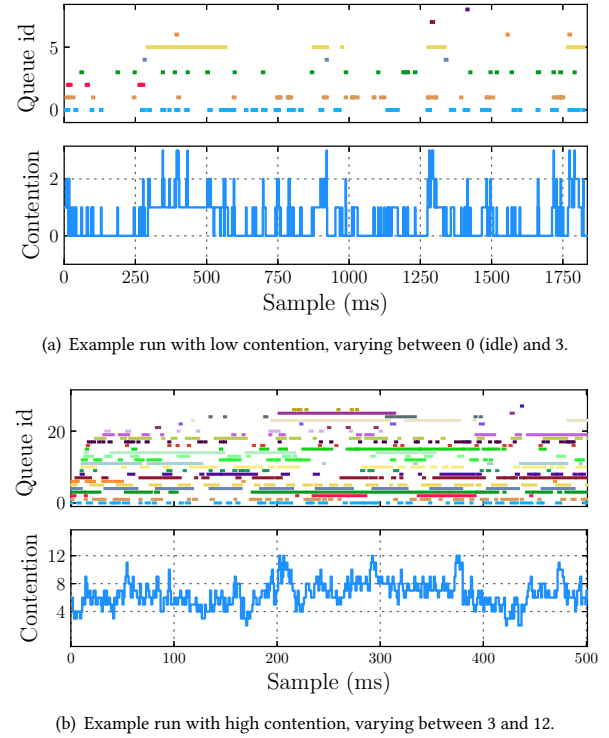 Queue id
5
0
Contention
2
0
0 250 500 750 1000 1250 1500 1750
Sample (ms)
(a) Example run with low contention, varying between 0 (idle) and 3.
Queue id
20
0
Contention
12
8
4
0 100 200 300 400 500
Sample (ms)
(b) Example run with high contention, varying between 3 and 12.